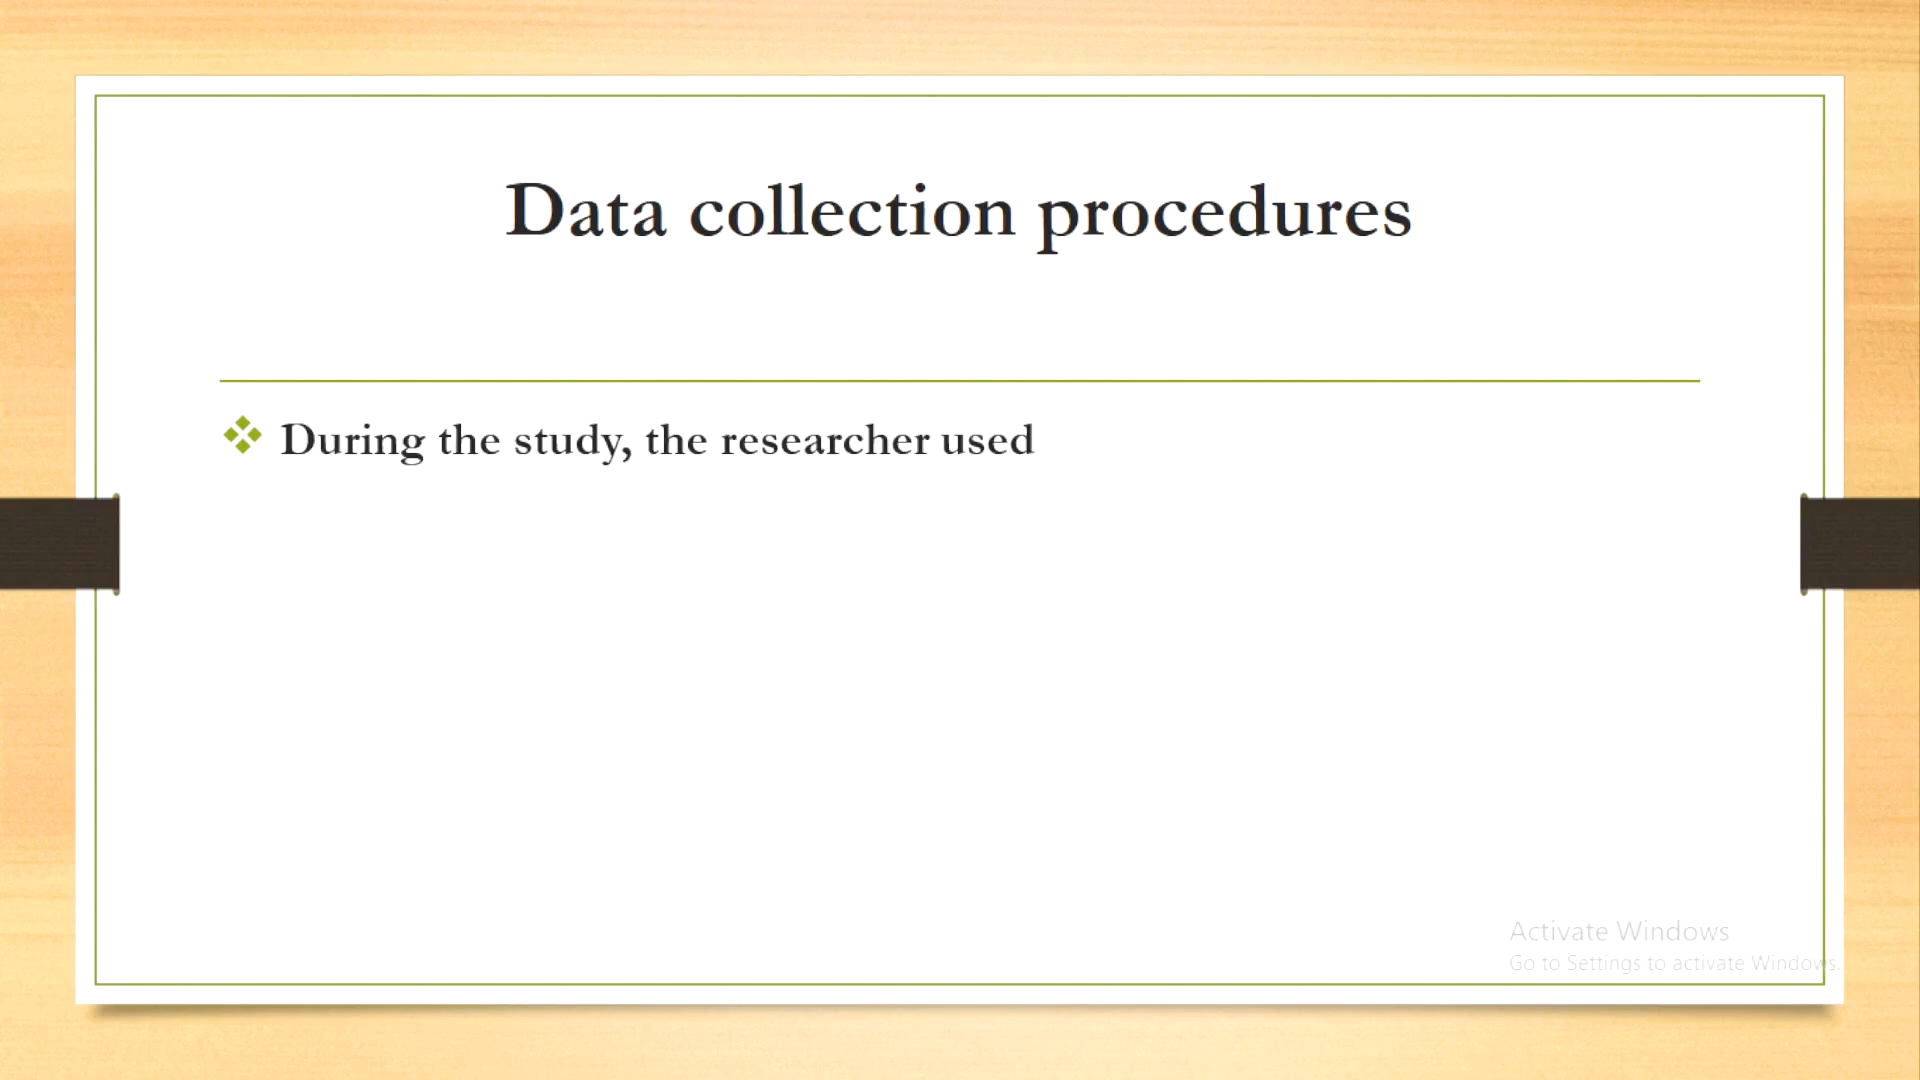 Data collection procedures
During the study, the researcher used
Activate Windows
Go to Settings to activate Windows.